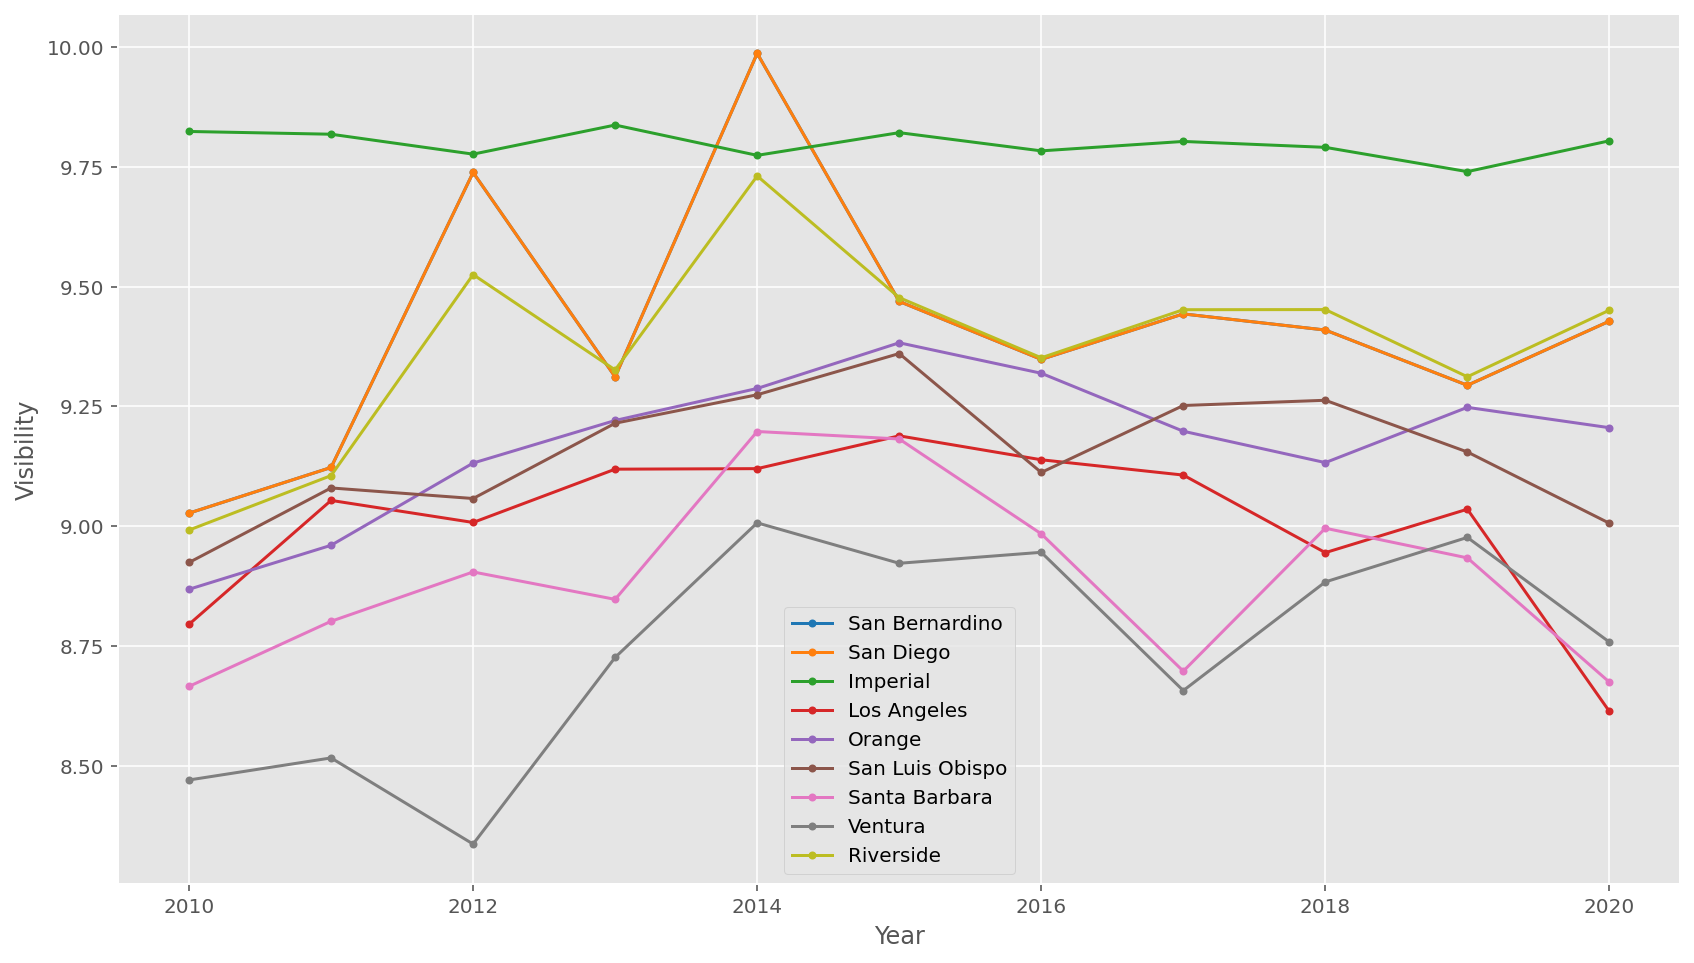 10.00
9.75
9.50
9.25
9.00
8.75
8.50
Visibility
San Bernardino
San Diego
Imperial
Los Angeles
Orange
San Luis Obispo
Santa Barbara
Ventura
Riverside
2010 2012 2014 2016 2018 2020
Year